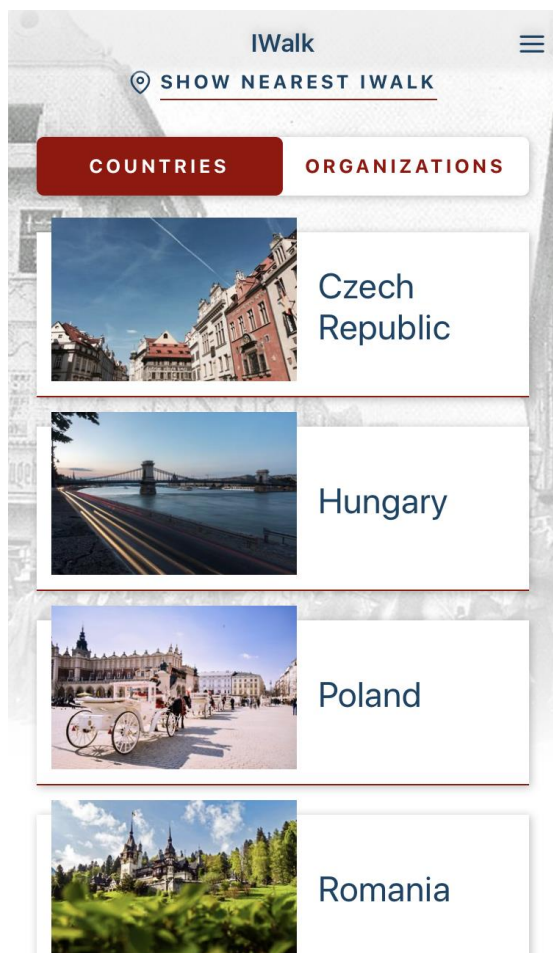 IWalk
SHOW NEAREST IWALK
COUNTRIES
ORGANIZATIONS
Czech
Republic
Hungary
Poland
Romania